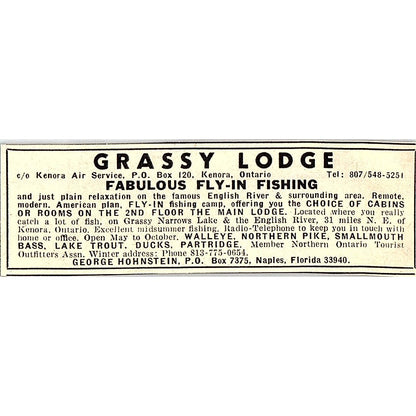 GRASSY LODGE
c/o Kenora Air Service, P.O. Box 120, Kenora, Ontario Tel: 807/548-5251
FABULOUS FLY-IN FISHING
and just plain relaxation on the famous English River & surrounding area. Remote,
modern, American plan, FLY-IN fishing camp, offering you the CHOICE OF CABINS
OR ROOMS ON THE 2ND FLOOR THE MAIN LODGE. Located where you really
catch a lot of fish, on Grassy Narrows Lake & the English River, 31 miles N. E. of
Kenora, Ontario. Excellent midsummer fishing. Radio-Telephone to keep you in touch with
home or office. Open May to October. WALLEYE, NORTHERN PIKE, SMALLMOUTH
BASS, LAKE TROUT, DUCKS, PARTRIDGE, Member Northern Ontario Tourist
Outfitters Assn. Winter address: Phone 813-775-0654.
GEORGE HOHNSTEIN, P.O. Box 7375, Naples, Florida 33940.